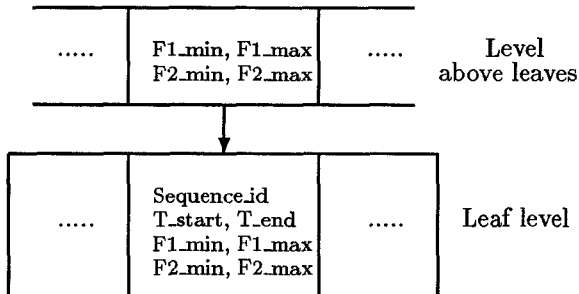 ..... F1_min, F1_max ..... Level
F2_min, F2_max above leaves
Sequence_id
..... T_start, T_end ..... Leaf level
F1_min, F1_max
F2_min, F2_max